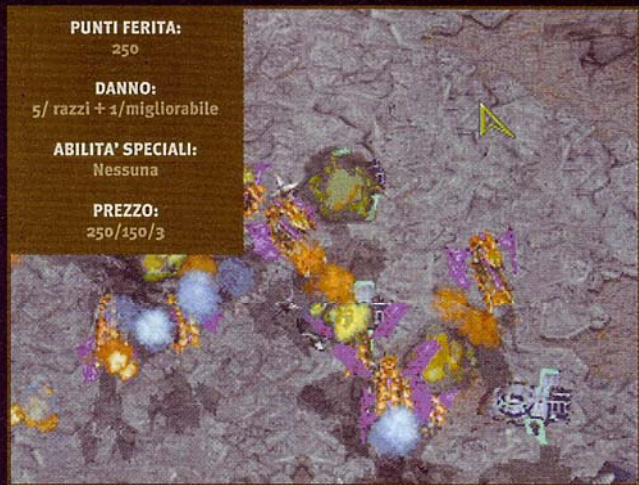 PUNTI FERITA:
250
DANNO:
5/ razzi + 1/migliorabile
ABILITA' SPECIALI:
Nessuna
PREZZO:
250/150/3